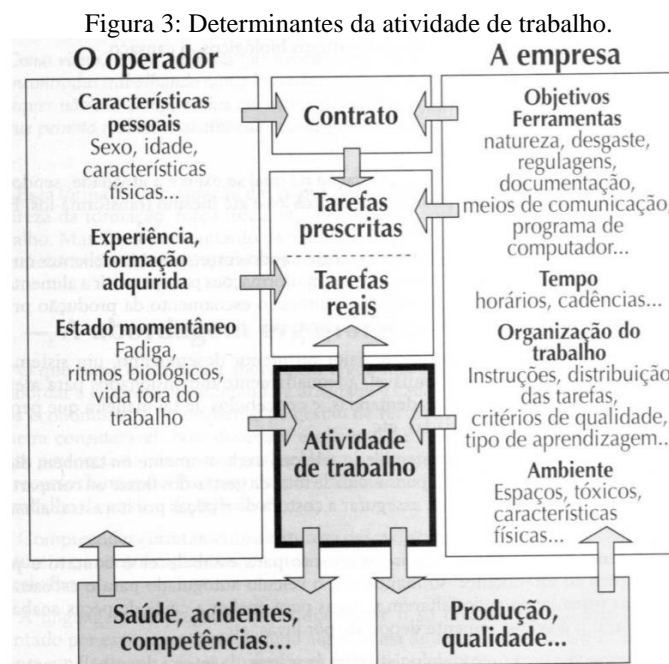 Figura 3: Determinantes da atividade de trabalho.
O operador
Características
pessoais
Sexo, idade,
características
físicas...
Experiência,
formação
adquirida
Estado momentâneo
Fadiga,
ritmos biológicos,
vida fora do
trabalho
Contrato
Tarefas
prescritas
Tarefas
reais
Atividade
de trabalho
A empresa
Objetivos
Ferramentas
natureza, desgaste,
regulagens,
documentação,
meios de comunicação,
programa de
computador...
Tempo
horários, cadências...
Organização do
trabalho
Instruções, distribuição
das tarefas,
critérios de qualidade,
tipo de aprendizagem...
Ambiente
Espaços, tóxicos,
características
físicas...
Saúde, acidentes,
competências...
Produção,
qualidade...